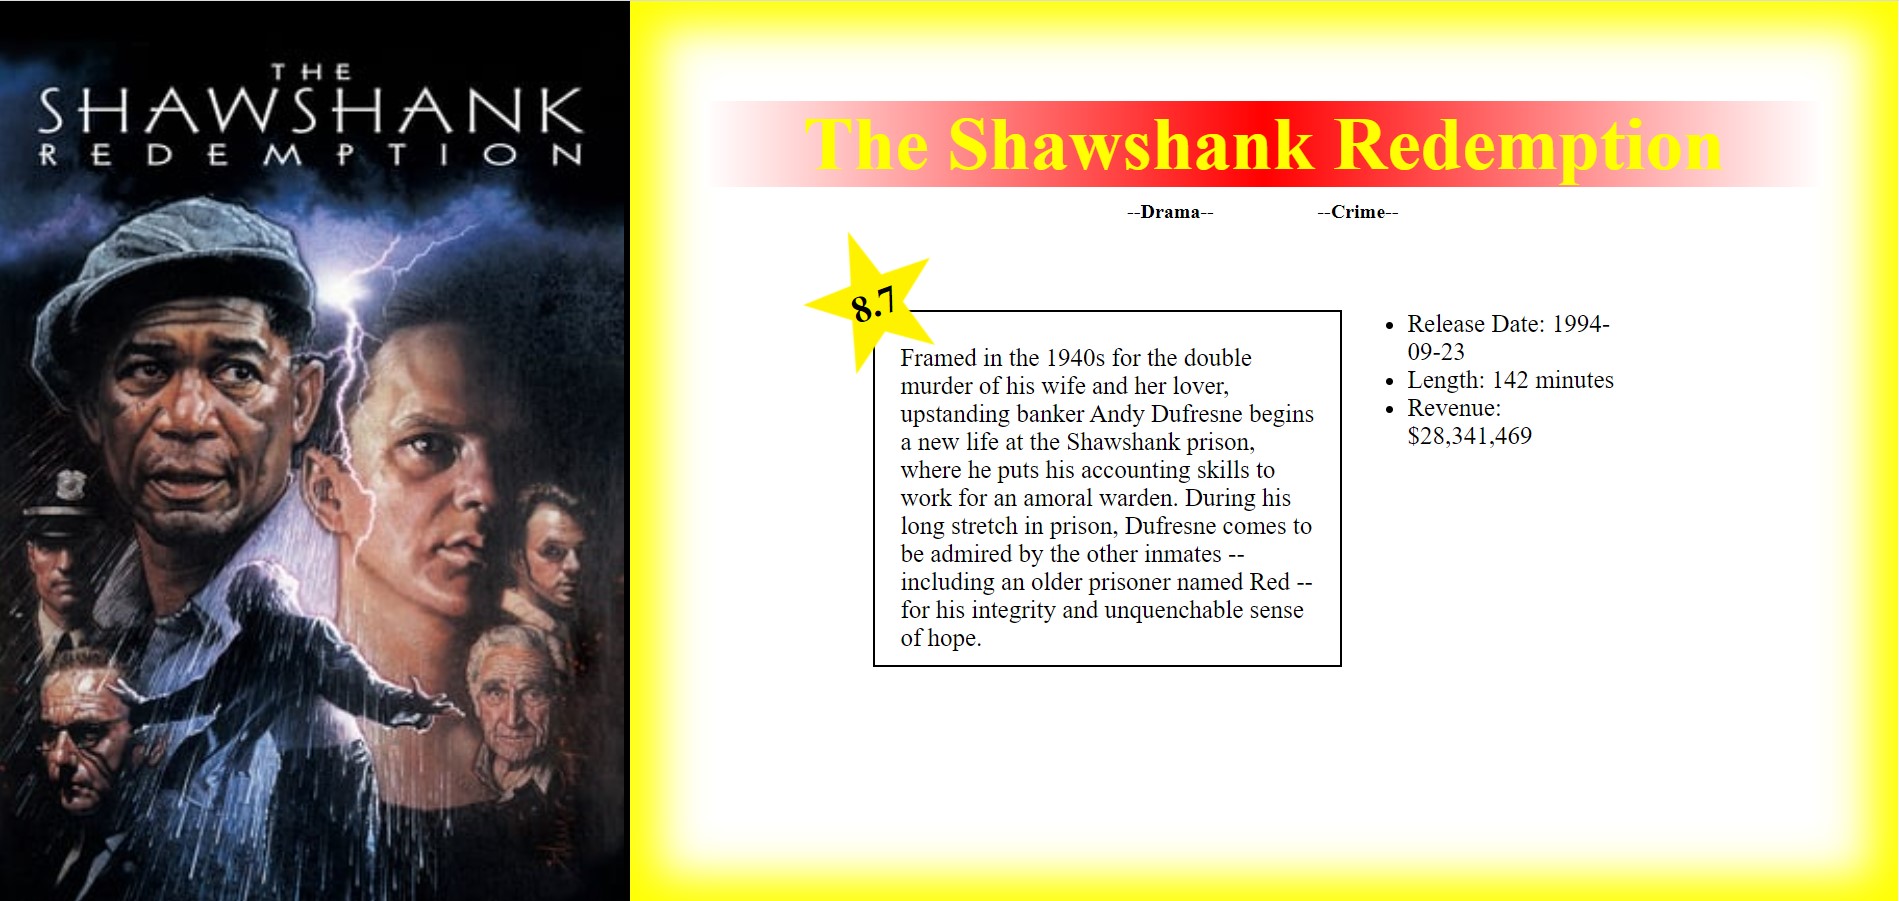 THE
SHAWSHANK
REDEMPTION
The Shawshank Redemption
--Drama-- --Crime--
8.7
Framed in the 1940s for the double
murder of his wife and her lover,
upstanding banker Andy Dufresne begins
a new life at the Shawshank prison,
where he puts his accounting skills to
work for an amoral warden. During his
long stretch in prison, Dufresne comes to
be admired by the other inmates --
including an older prisoner named Red --
for his integrity and unquenchable sense
of hope.
• Release Date: 1994-
09-23
• Length: 142 minutes
• Revenue:
$28,341,469